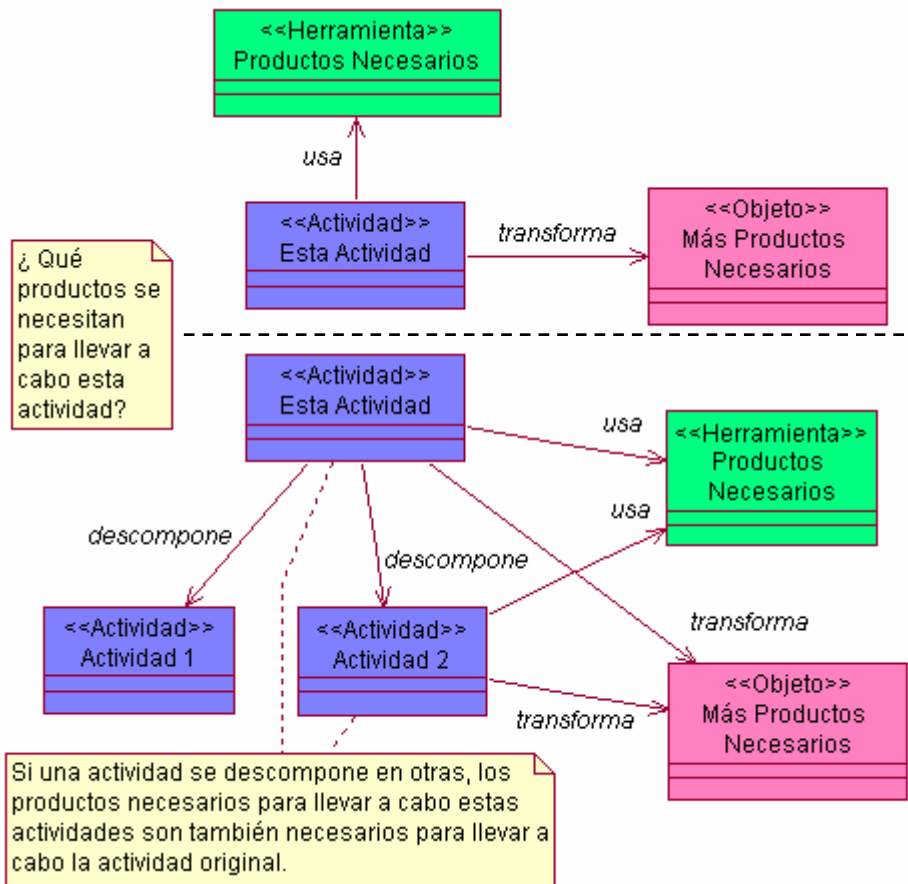 <<Herramienta>>
Productos Necesarios
usa
<<Actividad>>
Esta Actividad
transforma
<<Objeto>>
Más Productos
Necesarios
¿ Qué
productos se
necesitan
para llevar a
cabo esta
actividad?
<<Actividad>>
Esta Actividad
usa
<<Herramienta>>
Productos
Necesarios
usa
descompone
descompone
<<Actividad>>
Actividad 1
<<Actividad>>
Actividad 2
transforma
transforma
<<Objeto>>
Más Productos
Necesarios
Si una actividad se descompone en otras, los
productos necesarios para llevar a cabo estas
actividades son también necesarios para llevar a
cabo la actividad original.